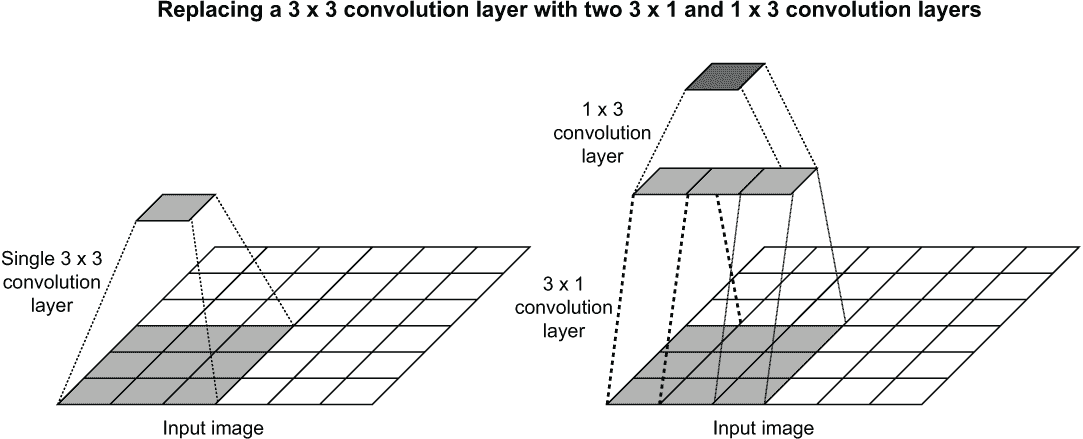 Replacing a 3 x 3 convolution layer with two 3 x 1 and 1 x 3 convolution layers
Single 3 x 3
convolution
layer
Input image
1 x 3
convolution
layer
3 x 1
convolution
layer
Input image